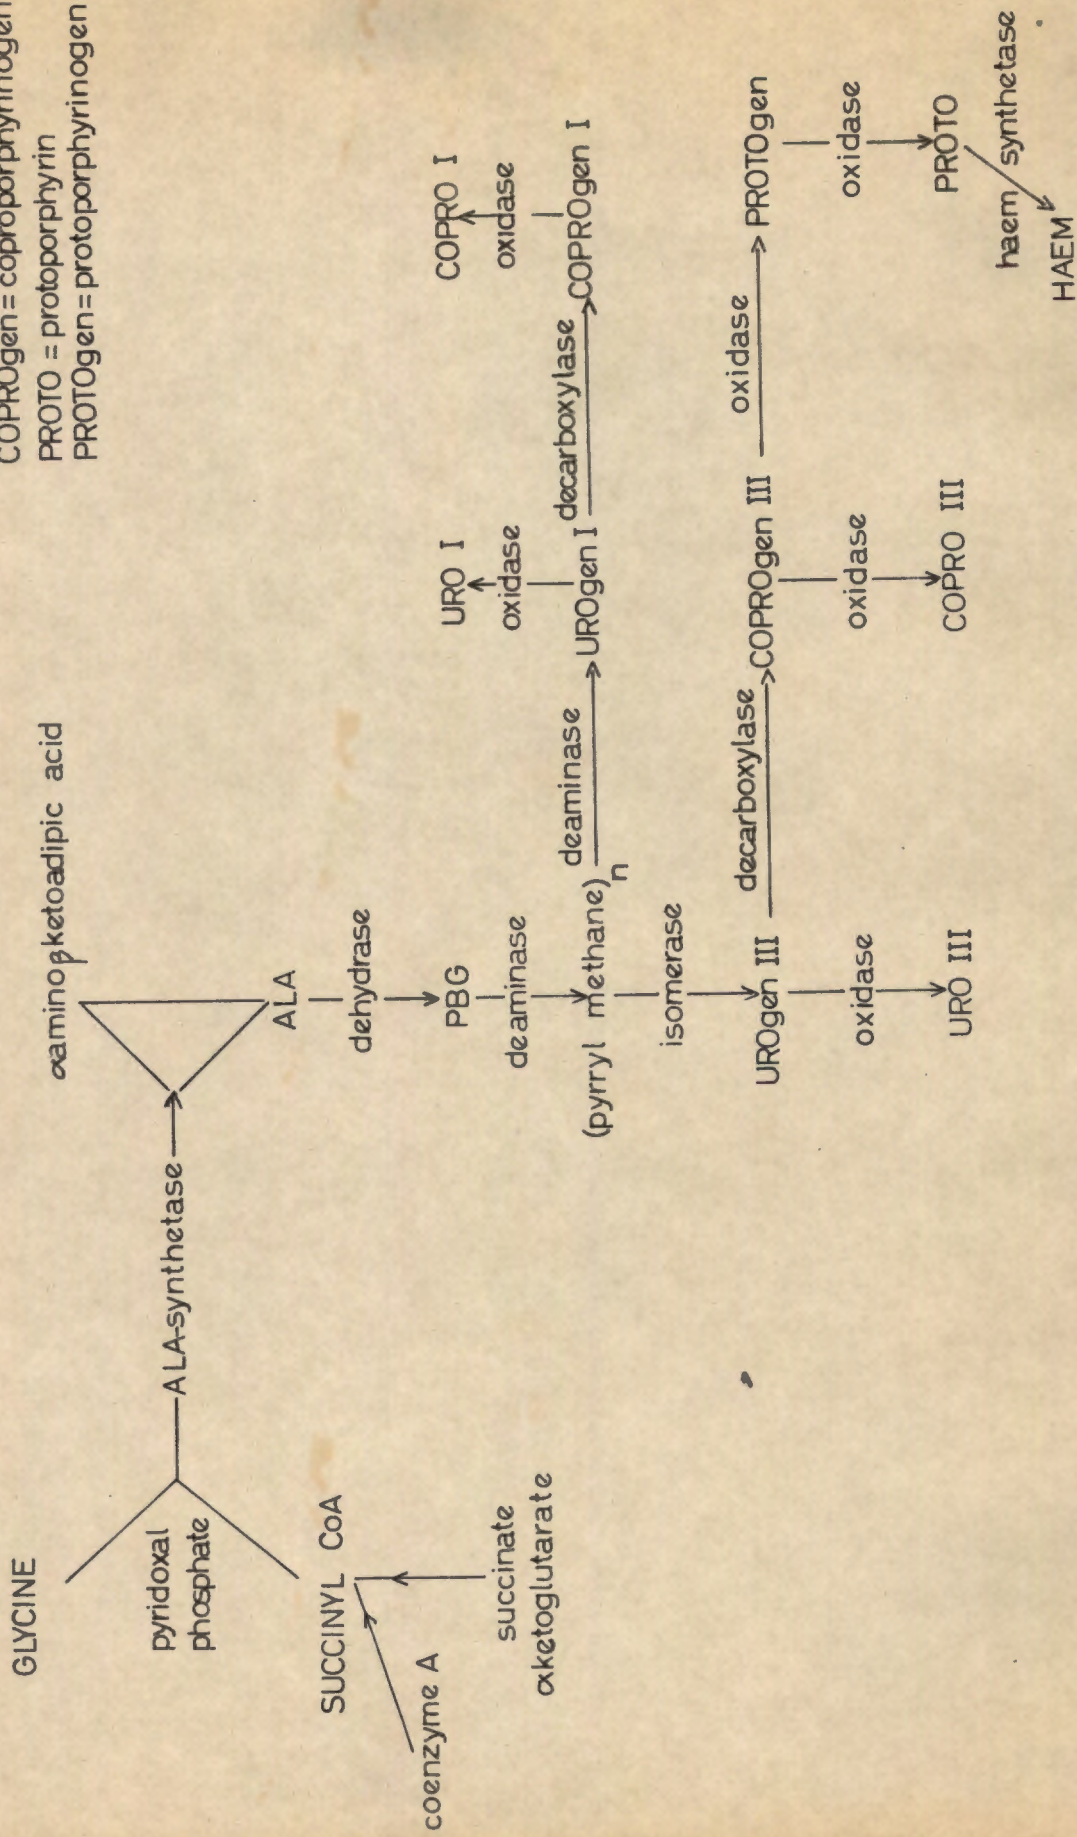 COPROgen = coproporphyrinogen
PROTO = protoporphyrin
PROTOgen = protoporphyrinogen
GLYCINE
αamino βketoadipic acid
pyridoxal
phosphate
ALA-synthetase
SUCCINYL CoA
coenzyme A
succinate
αketoglutarate
ALA
dehydrase
PBG
deaminase
(pyrryl methane)n
deaminase
UROgen I
decarboxylase
COPROgen I
oxidase
URO I
oxidase
COPRO I
isomerase
UROgen III
decarboxylase
COPROgen III
oxidase
PROTOgen
oxidase
URO III
oxidase
COPRO III
oxidase
PROTO
haem synthetase
HAEM